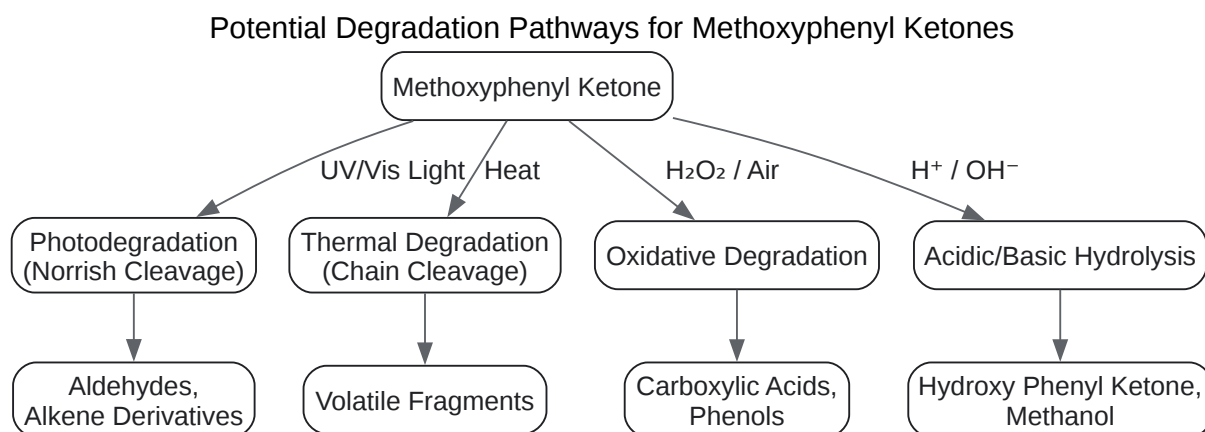 Potential Degradation Pathways for Methoxyphenyl Ketones
Methoxyphenyl Ketone
UV/Vis Light
Heat
H₂O₂ / Air
H⁺ / OH⁻
Photodegradation
(Norrish Cleavage)
Thermal Degradation
(Chain Cleavage)
Oxidative Degradation
Acidic/Basic Hydrolysis
Aldehydes,
Alkene Derivatives
Volatile Fragments
Carboxylic Acids,
Phenols
Hydroxy Phenyl Ketone,
Methanol